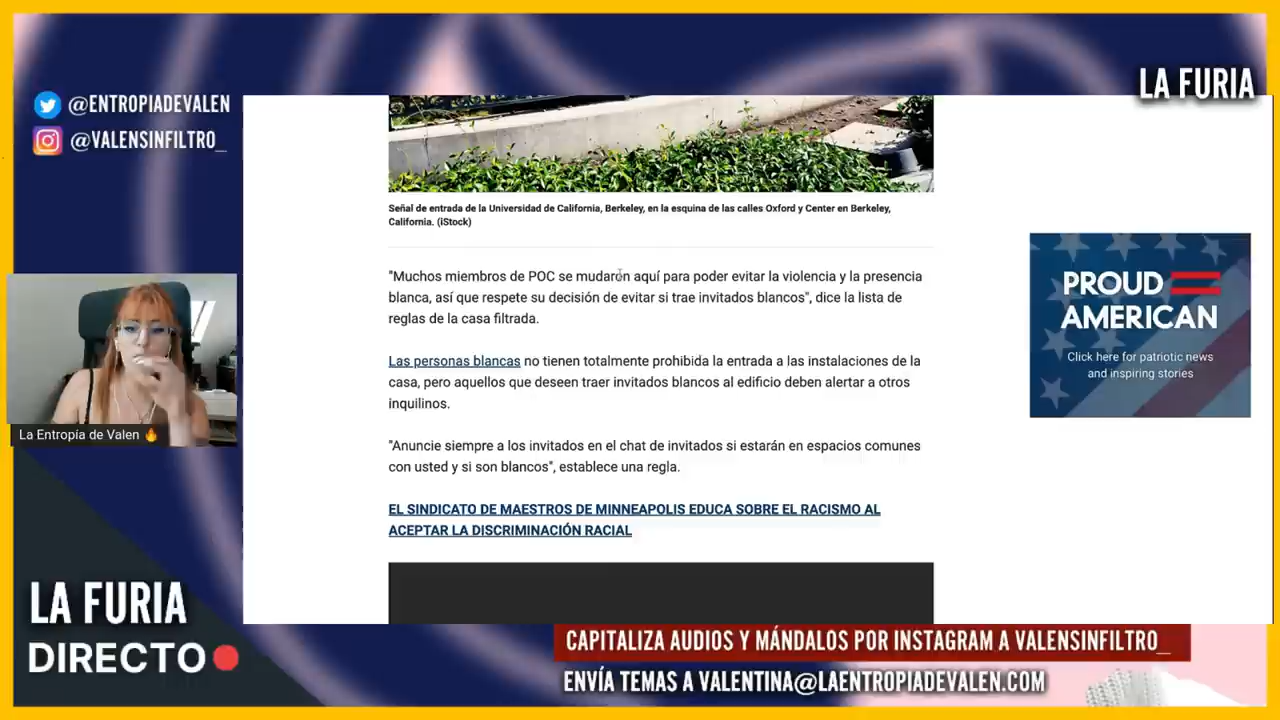 @ENTROPIADEVALEN
@VALENSINFILTRO_
LA FURIA
Señal de entrada de la Universidad de California, Berkeley, en la esquina de las calles Oxford y Center en Berkeley,
California. (iStock)
"Muchos miembros de POC se mudaron aquí para poder evitar la violencia y la presencia
blanca, así que respete su decisión de evitar si trae invitados blancos", dice la lista de
reglas de la casa filtrada.
Las personas blancas no tienen totalmente prohibida la entrada a las instalaciones de la
casa, pero aquellos que deseen traer invitados blancos al edificio deben alertar a otros
inquilinos.
"Anuncie siempre a los invitados en el chat de invitados si estarán en espacios comunes
con usted y si son blancos", establece una regla.
EL SINDICATO DE MAESTROS DE MINNEAPOLIS EDUCA SOBRE EL RACISMO AL
ACEPTAR LA DISCRIMINACIÓN RACIAL
PROUD
AMERICAN
Click here for patriotic news
and inspiring stories
La Entropía de Valen
LA FURIA
DIRECTO
CAPITALIZA AUDIOS Y MÁNDALOS POR INSTAGRAM A VALENSINFILTRO_
ENVÍA TEMAS A VALENTINA@LAENTROPIADEVALEN.COM